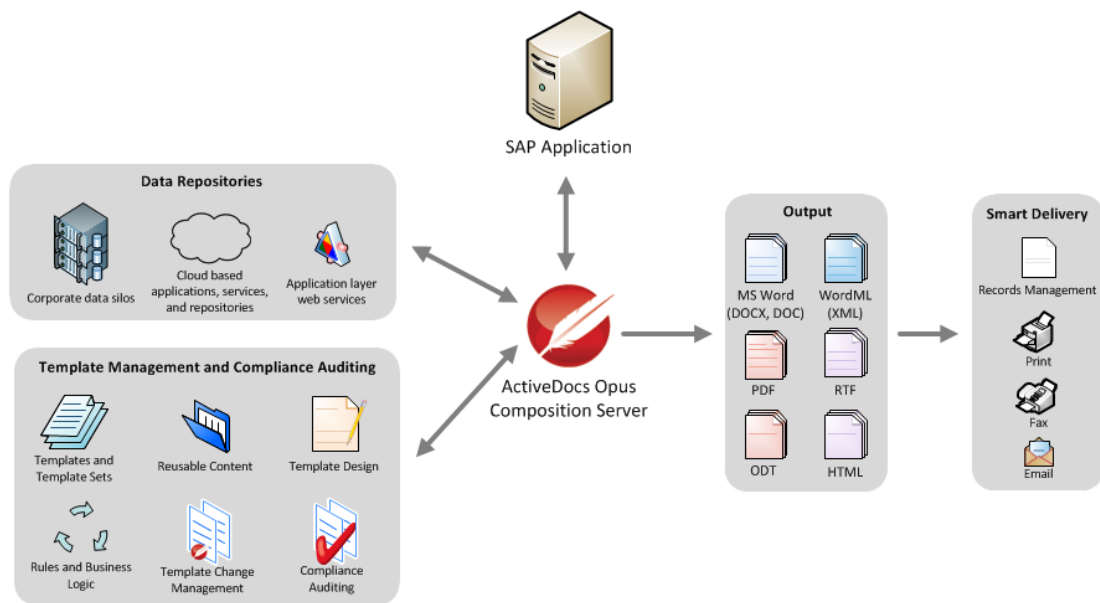 SAP Application
Data Repositories
Corporate data silos
Cloud based
applications, services,
and repositories
Application layer
web services
Template Management and Compliance Auditing
Templates and
Template Sets
Reusable Content
Template Design
Rules and Business
Logic
Template Change
Management
Compliance
Auditing
ActiveDocs Opus
Composition Server
Output
MS Word
(DOCX, DOC)
WordML
(XML)
PDF
RTF
ODT
HTML
Smart Delivery
Records Management
Print
Fax
Email